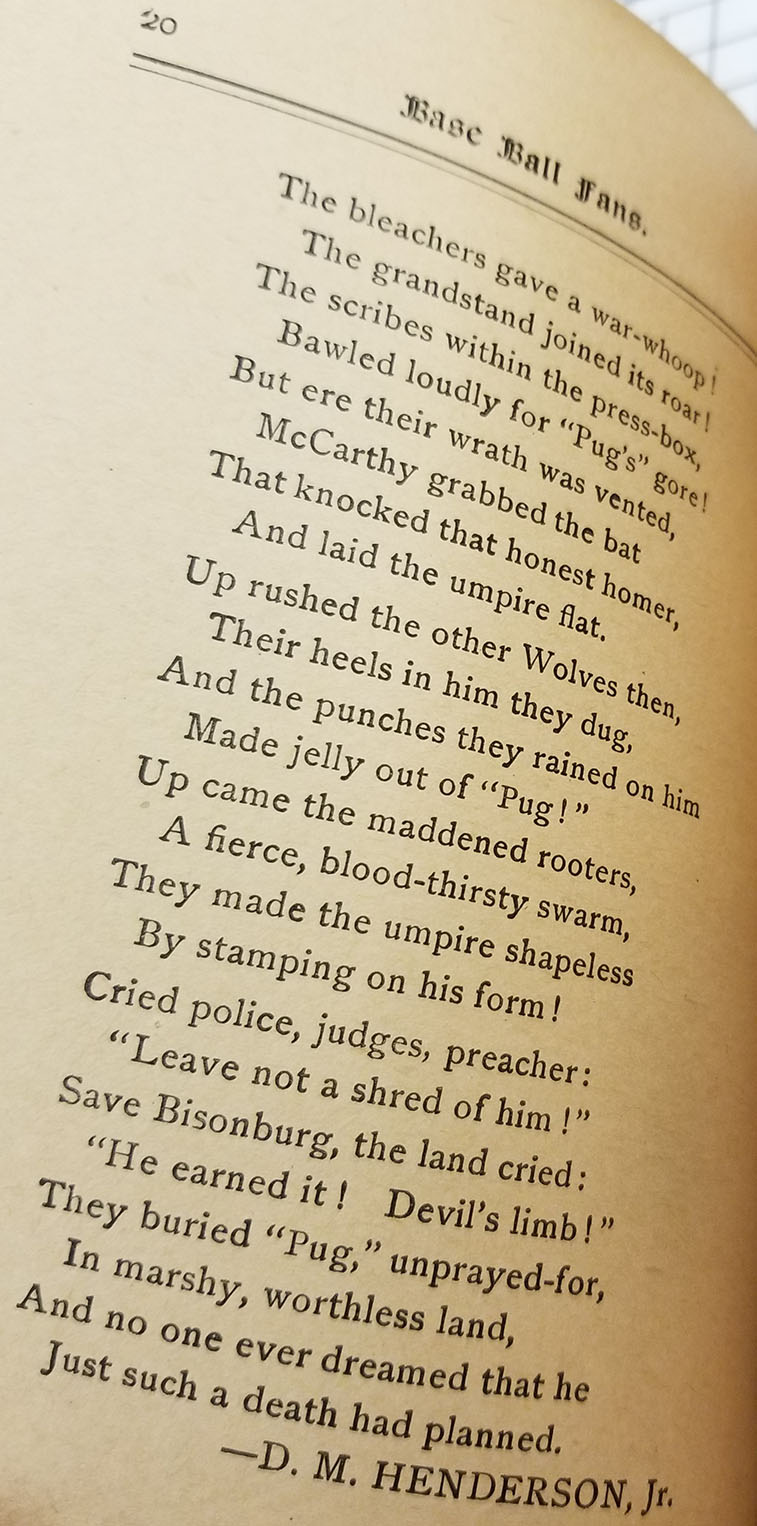 20
Base Ball Fans.
The bleachers gave a war-whoop!
The grandstand joined its roar!
The scribes within the press-box,
Bawled loudly for “Pug's” gore!
But ere their wrath was vented,
McCarthy grabbed the bat
That knocked that honest homer,
And laid the umpire flat.
Up rushed the other Wolves then,
Their heels in him they dug,
And the punches they rained on him
Made jelly out of “Pug!”
Up came the maddened rooters,
A fierce, blood-thirsty swarm,
They made the umpire shapeless
By stamping on his form!
Cried police, judges, preacher:
“Leave not a shred of him!”
Save Bisonburg, the land cried:
“He earned it! Devil's limb!”
They buried “Pug,” unprayed-for,
In marshy, worthless land,
And no one ever dreamed that he
Just such a death had planned.
—D. M. HENDERSON, Jr.